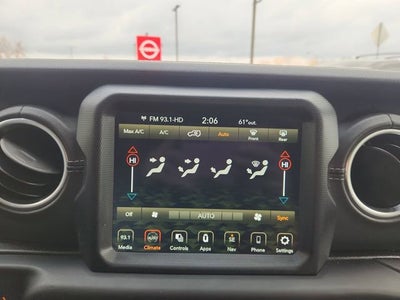 FM 93.1-HD 2:06 61°out.
Max A/C A/C Auto Front Rear
HI HI
Off AUTO Sync
93.1
Media Climate Controls Apps Nav Phone Settings